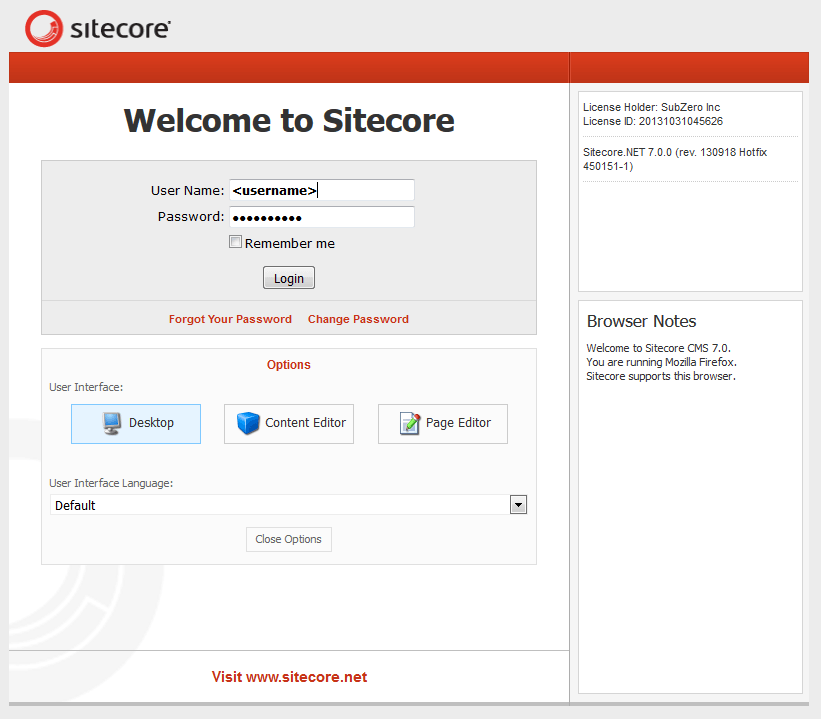 sitecore
Welcome to Sitecore
User Name: <username>
Password: ●●●●●●●●●●
Remember me
Login
Forgot Your Password Change Password
Options
User Interface:
Desktop Content Editor Page Editor
User Interface Language:
Default
Close Options
Visit www.sitecore.net
License Holder: SubZero Inc
License ID: 20131031045626
Sitecore.NET 7.0.0 (rev. 130918 Hotfix
450151-1)
Browser Notes
Welcome to Sitecore CMS 7.0.
You are running Mozilla Firefox.
Sitecore supports this browser.